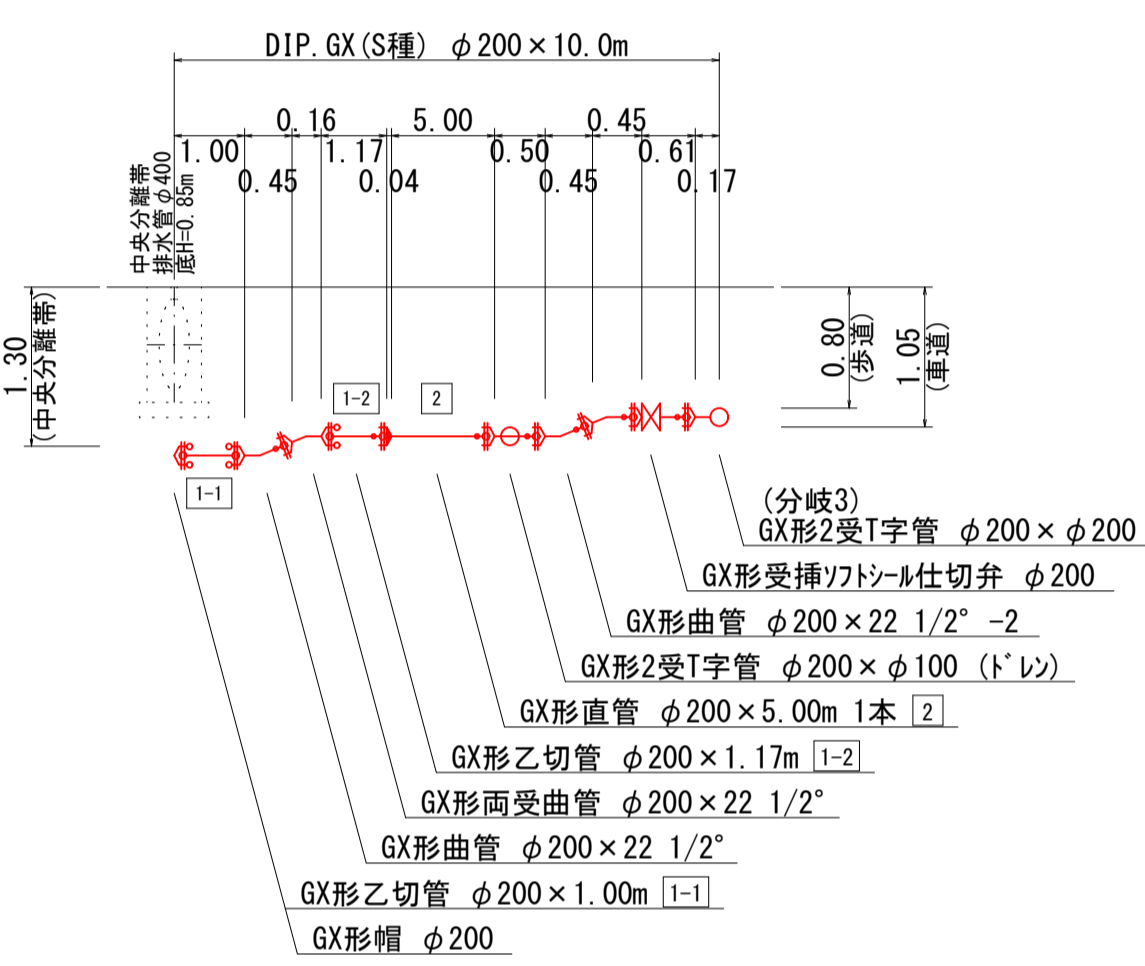 DIP.GX(S種) φ200×10.0m
0.16 5.00 0.45
1.00 1.17 0.50 0.61
0.45 0.04 0.45 0.17
中央分離帯
排水管φ400
底H=0.85m
1.30
(中央分離帯)
0.80
(歩道)
1.05
(車道)
1-2
2
1-1
(分岐3)
GX形2受T字管 φ200×φ200
GX形受挿ｿﾌﾄｼｰﾙ仕切弁 φ200
GX形曲管 φ200×22 1/2° -2
GX形2受T字管 φ200×φ100 (ﾄﾞﾚﾝ)
GX形直管 φ200×5.00m 1本 2
GX形乙切管 φ200×1.17m 1-2
GX形両受曲管 φ200×22 1/2°
GX形曲管 φ200×22 1/2°
GX形乙切管 φ200×1.00m 1-1
GX形帽 φ200